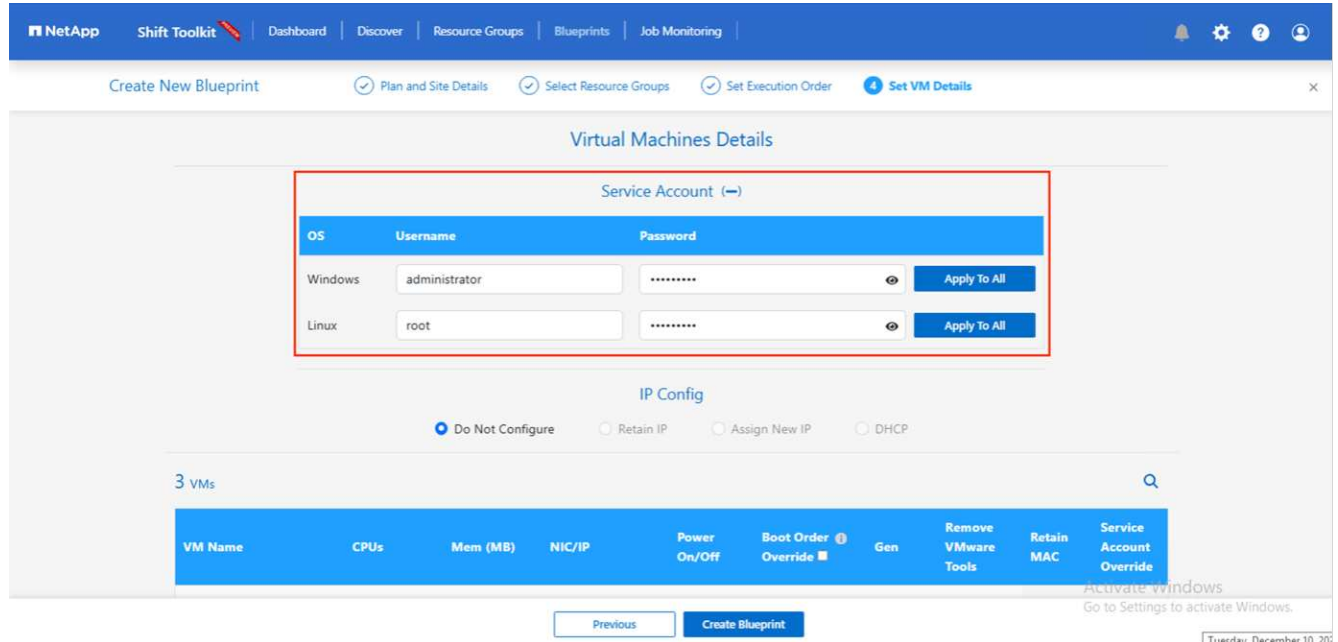 NetApp Shift Toolkit Dashboard Discover Resource Groups Blueprints Job Monitoring
Create New Blueprint Plan and Site Details Select Resource Groups Set Execution Order 4 Set VM Details
Virtual Machines Details
Service Account (−)
OS Username Password
Windows administrator ••••••••• Apply To All
Linux root ••••••••• Apply To All
IP Config
Do Not Configure Retain IP Assign New IP DHCP
3 VMs
VM Name CPUs Mem (MB) NIC/IP Power On/Off Boot Order Override Gen Remove VMware Tools Retain MAC Service Account Override
Activate Windows
Go to Settings to activate Windows.
Previous Create Blueprint
Tuesday, December 10, 202